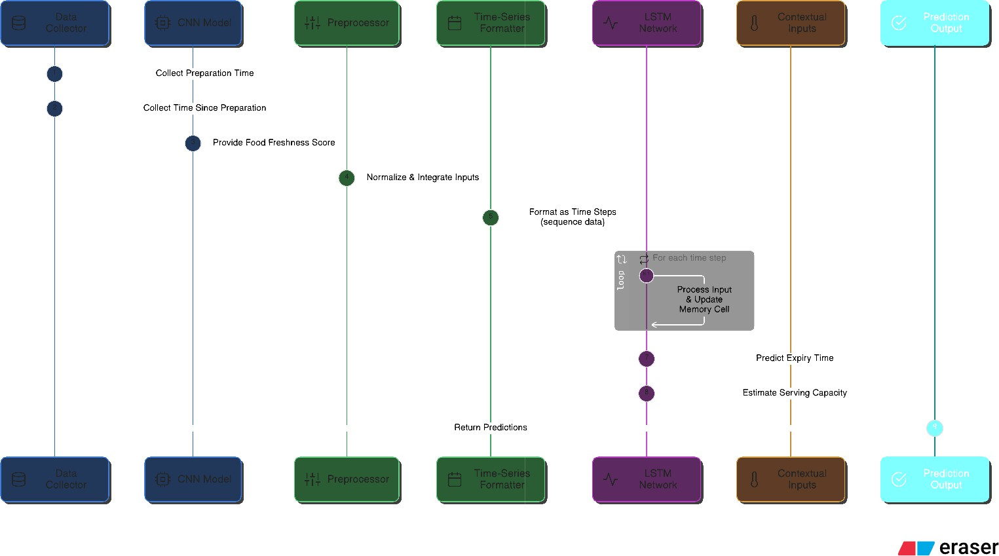 Data
Collector
CNN Model
Preprocessor
Time-Series
Formatter
LSTM
Network
Contextual
Inputs
Prediction
Output
Collect Preparation Time
Collect Time Since Preparation
Provide Food Freshness Score
4
Normalize & Integrate Inputs
5
Format as Time Steps
(sequence data)
For each time step
loop
Process Input
& Update
Memory Cell
7
Predict Expiry Time
8
Estimate Serving Capacity
Return Predictions
9
Data
Collector
CNN Model
Preprocessor
Time-Series
Formatter
LSTM
Network
Contextual
Inputs
Prediction
Output
eraser